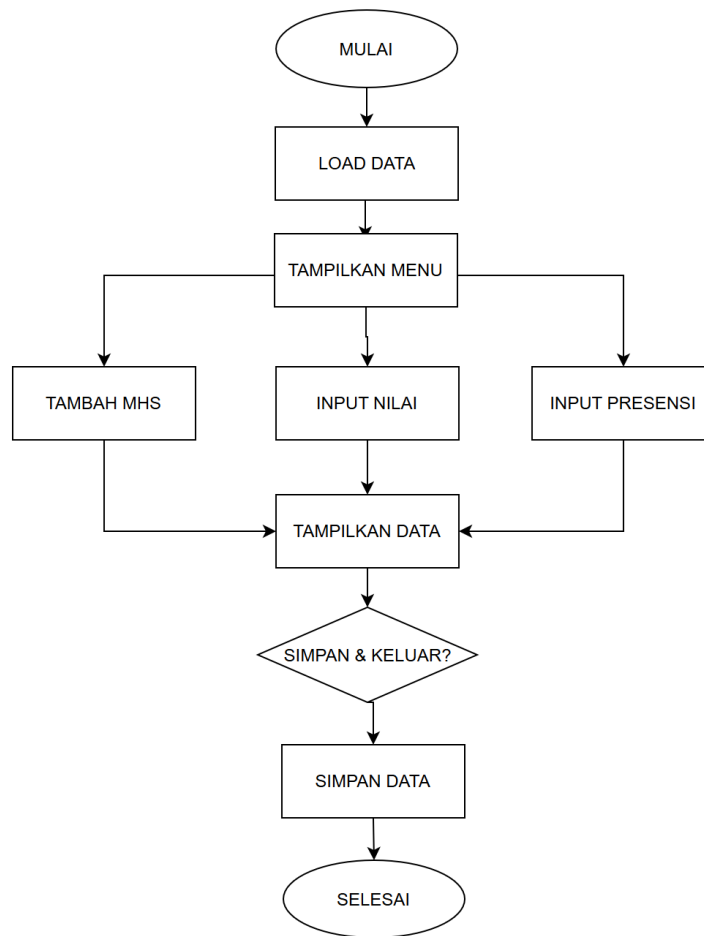 MULAI
LOAD DATA
TAMPILKAN MENU
TAMBAH MHS
INPUT NILAI
INPUT PRESENSI
TAMPILKAN DATA
SIMPAN & KELUAR?
SIMPAN DATA
SELESAI